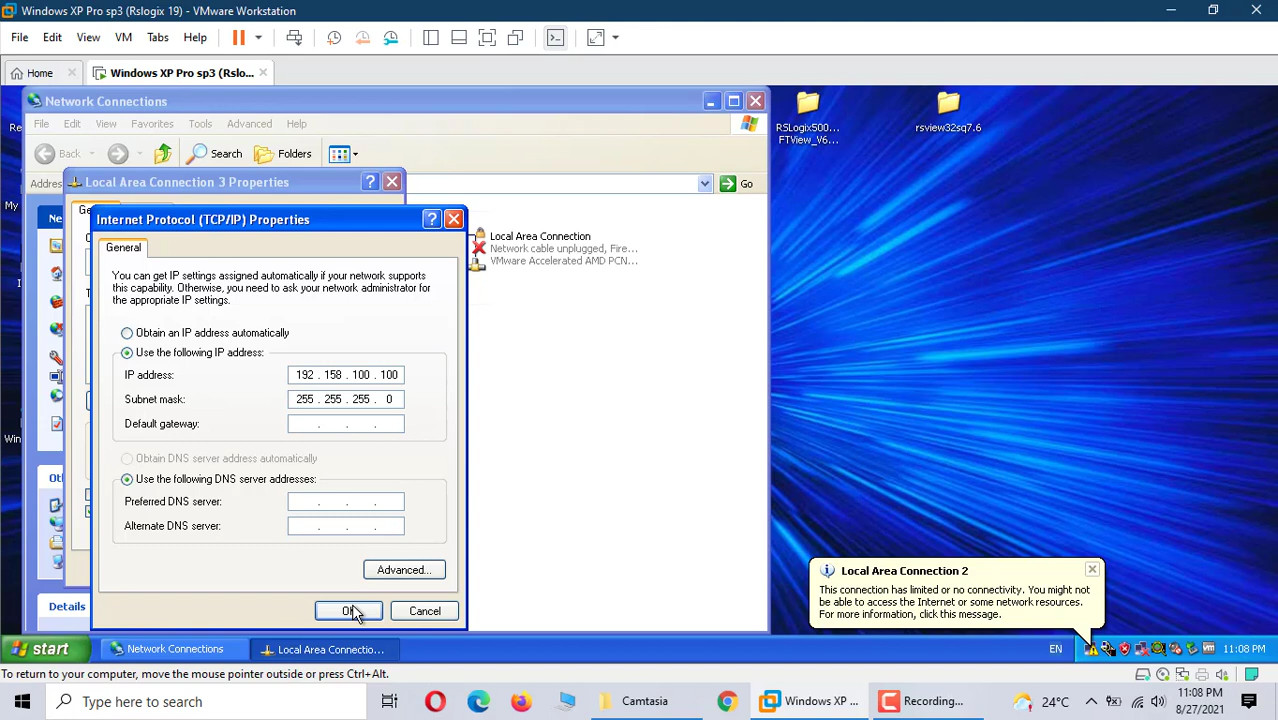 Windows XP Pro sp3 (Rslogix 19) - VMware Workstation
File Edit View VM Tabs Help
Home Windows XP Pro sp3 (Rslo...
Network Connections
File Edit View Favorites Tools Advanced Help
Back Search Folders
Address Go
Local Area Connection 3 Properties
Internet Protocol (TCP/IP) Properties
General
You can get IP settings assigned automatically if your network supports
this capability. Otherwise, you need to ask your network administrator for
the appropriate IP settings.
Obtain an IP address automatically
Use the following IP address:
IP address: 192 . 158 . 100 . 100
Subnet mask: 255 . 255 . 255 . 0
Default gateway: . . .
Obtain DNS server address automatically
Use the following DNS server addresses:
Preferred DNS server: . . .
Alternate DNS server: . . .
Advanced...
Cancel
Local Area Connection
Network cable unplugged, Fire...
VMware Accelerated AMD PCN...
Details
RSLogix500...
FTView_V6...
rsview32sq7.6
Local Area Connection 2
This connection has limited or no connectivity. You might not
be able to access the Internet or some network resources.
For more information, click this message.
start Network Connections Local Area Connectio... EN 11:08 PM
To return to your computer, move the mouse pointer outside or press Ctrl+Alt.
Type here to search Camtasia Windows XP Pro ... Recording... 24°C 11:08 PM
8/27/2021